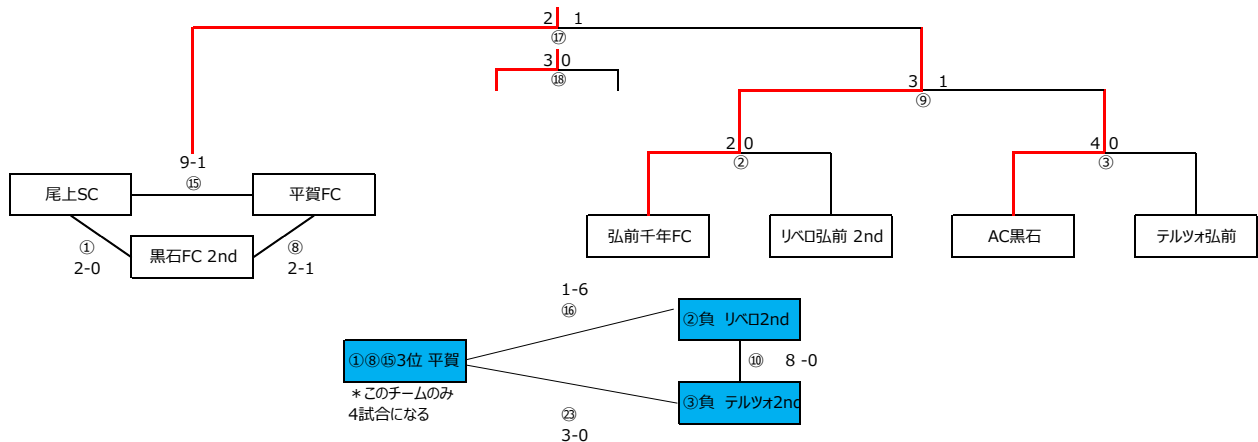 2 1
⑰
3 0
⑱
3 1
⑨
9-1
⑮
2 0
②
4 0
③
尾上SC
平賀FC
弘前千年FC
リベロ弘前 2nd
AC黒石
テルツォ弘前
①
2-0
黒石FC 2nd
⑧
2-1
1-6
⑯
②負 リベロ2nd
①⑧⑮3位 平賀
⑩ 8 -0
*このチームのみ
4試合になる
③負 テルツォ2nd
㉓
3-0